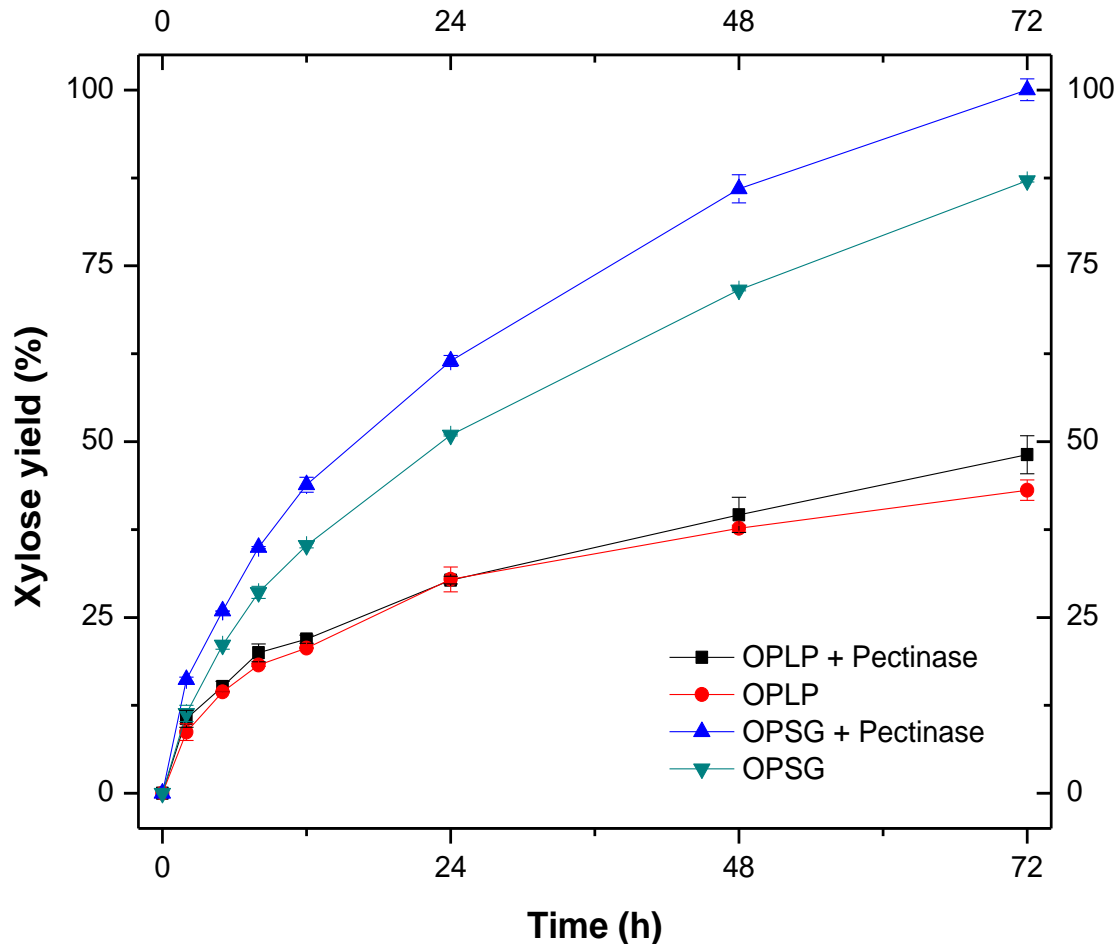 0 24 48 72
100 100
75 75
Xylose yield (%)
50 50
25 25
OPLP + Pectinase
OPLP
OPSG + Pectinase
OPSG
0 0
0 24 48 72
Time (h)